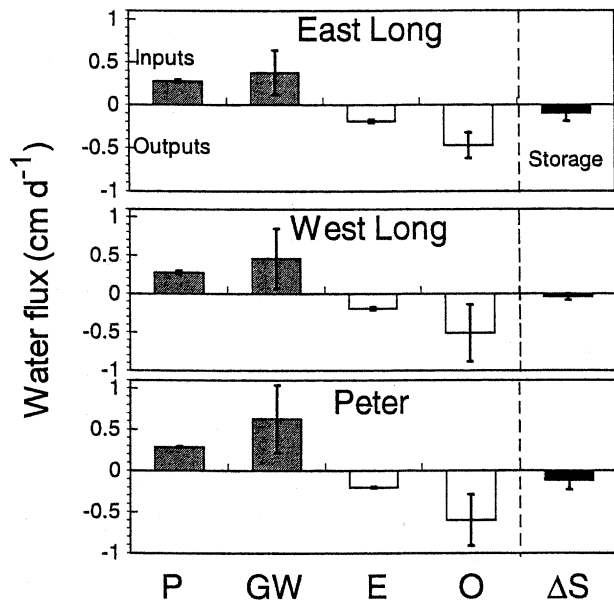 Water flux (cm d⁻¹)
East Long
1
Inputs
0.5
0
Outputs
-0.5
Storage
-1
West Long
1
0.5
0
-0.5
-1
Peter
1
0.5
0
-0.5
-1
P GW E O ΔS